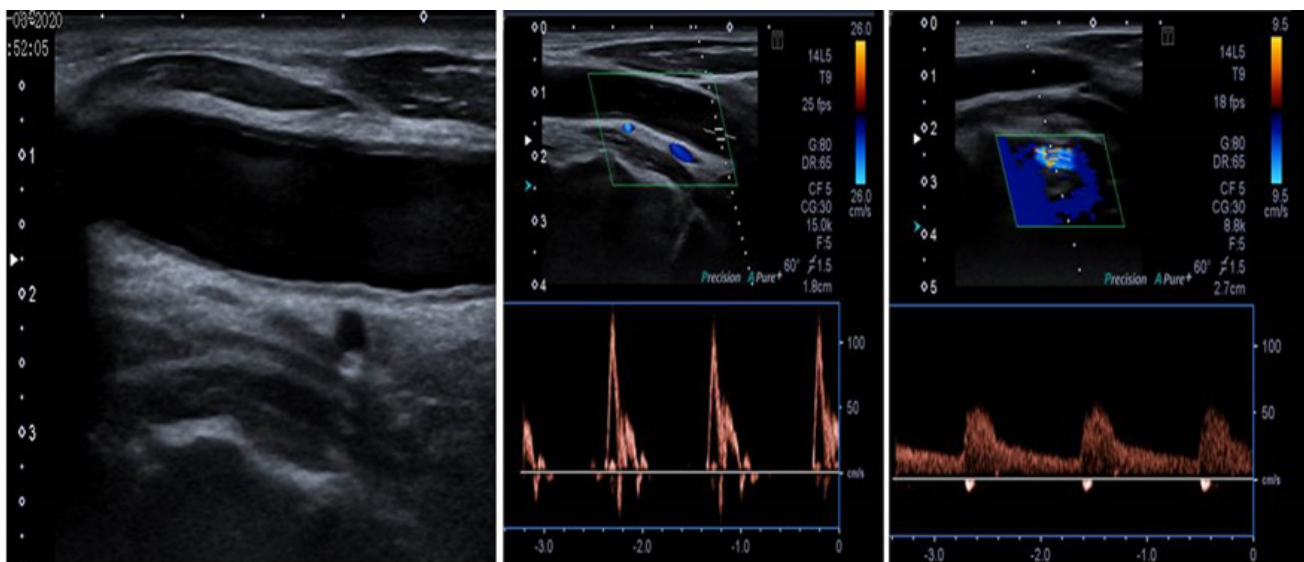 -08-2020
:52:05
1
2
3
0
1
2
3
4
26.0
26.0
cm/s
14L5
T9
25 fps
G:80
DR:65
CF 5
CG:30
15.0k
F:5
60° 1.5
1.8cm
Precision APure+
100
50
cm/s
-3.0 -2.0 -1.0 0
0
1
2
3
4
5
9.5
9.5
cm/s
14L5
T9
18 fps
G:80
DR:65
CF 5
CG:30
8.8k
F:5
60° 1.5
2.7cm
Precision APure+
100
50
cm/s
-3.0 -2.0 -1.0 0